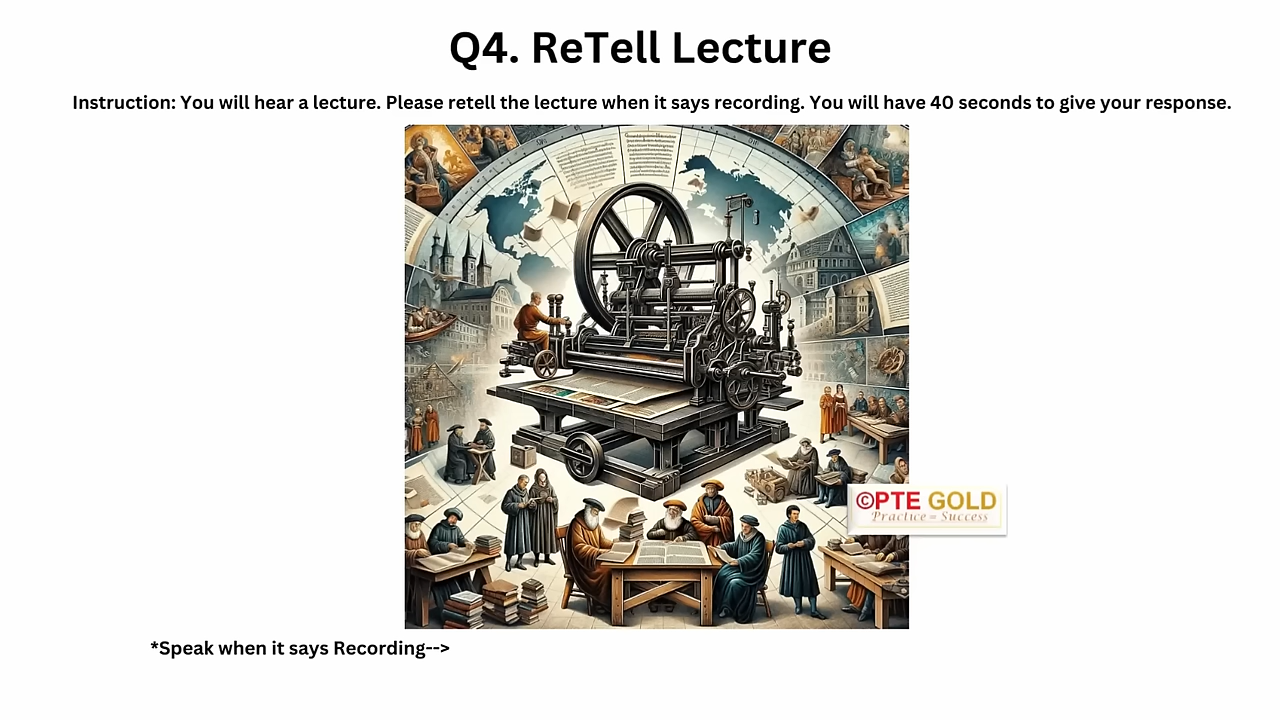 Q4. ReTell Lecture
Instruction: You will hear a lecture. Please retell the lecture when it says recording. You will have 40 seconds to give your response.
©PTE GOLD
Practice = Success
*Speak when it says Recording-->